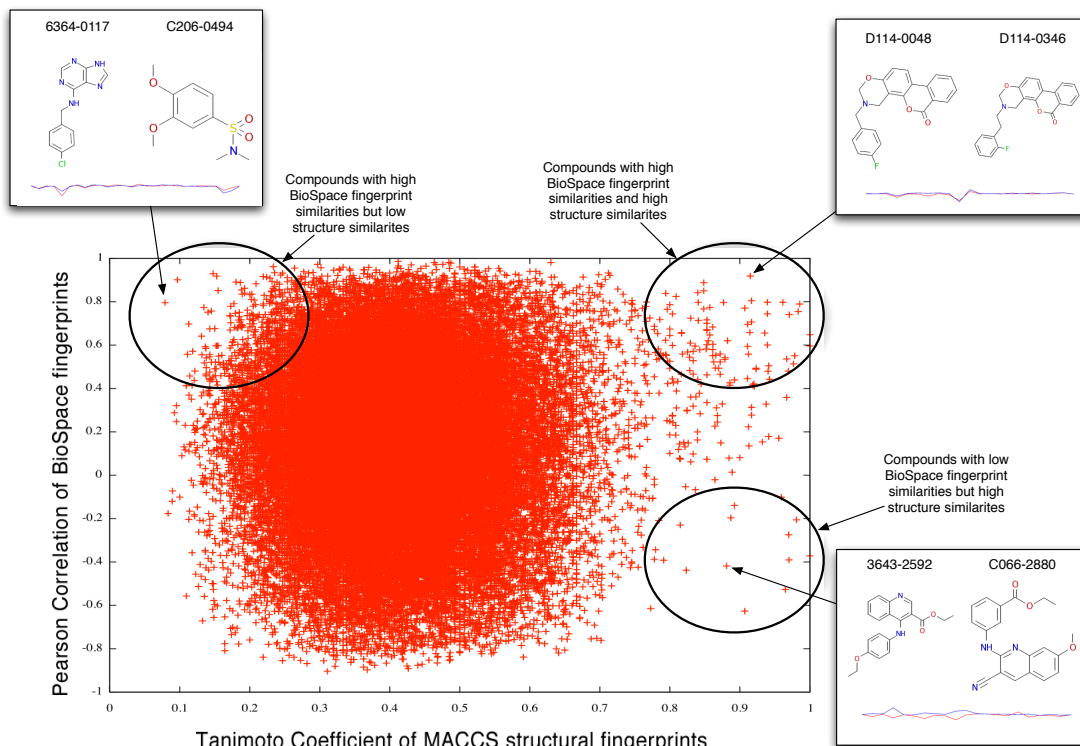 6364-0117 C206-0494
N NH
N N
NH
Cl
O
O
S O
O
N
D114-0048 D114-0346
O
N O O
F
O
N O O
F
Compounds with high
BioSpace fingerprint
similarities but low
structure similarites
Compounds with high
BioSpace fingerprint
similarities and high
structure similarites
Compounds with low
BioSpace fingerprint
similarities but high
structure similarites
3643-2592 C066-2880
N
O
O
NH
O
O
O
NH N
O
N
Pearson Correlation of BioSpace fingerprints
1
0.8
0.6
0.4
0.2
0
-0.2
-0.4
-0.6
-0.8
-1
0 0.1 0.2 0.3 0.4 0.5 0.6 0.7 0.8 0.9 1
Tanimoto Coefficient of MACCS structural fingerprints